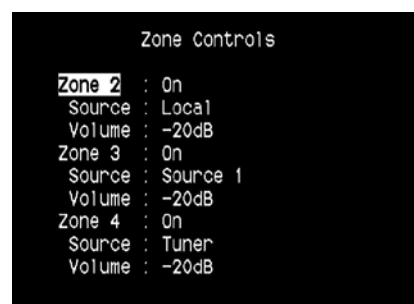 Zone Controls
Zone 2 : On
Source : Local
Volume : -20dB
Zone 3 : On
Source : Source 1
Volume : -20dB
Zone 4 : On
Source : Tuner
Volume : -20dB